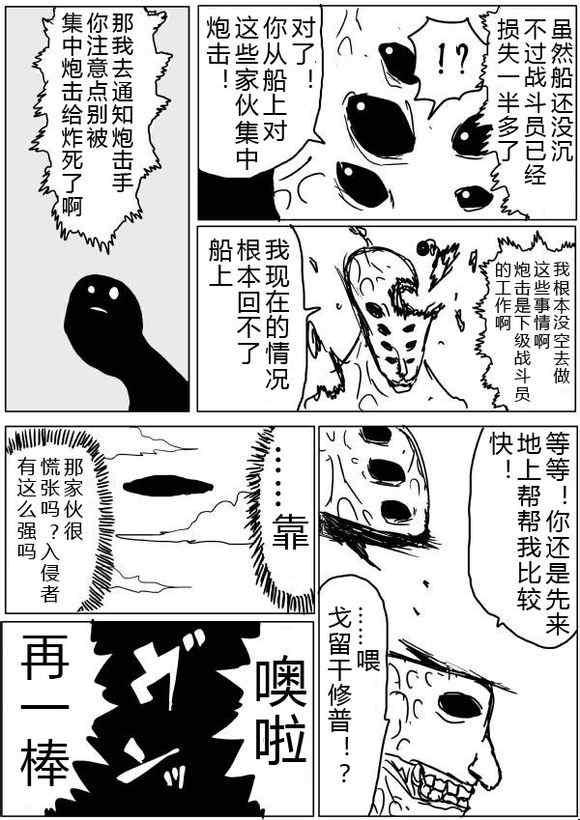 虽然船还没沉
不过战斗员已经
损失一半多了
!?
对了！
你从船上对
这些家伙集中
炮击！
我根本没空去做
这些事情啊
炮击是下级战斗员
的工作啊
我现在的情况
根本回不了
船上
那我去通知炮击手
你注意点别被
集中炮击给炸死了啊
等等！你还是先来
地上帮帮我比较
快！
……喂
戈留干修普！？
……靠
那家伙很
慌张吗？入侵者
有这么强吗
噢啦
ヴゥン
再一棒